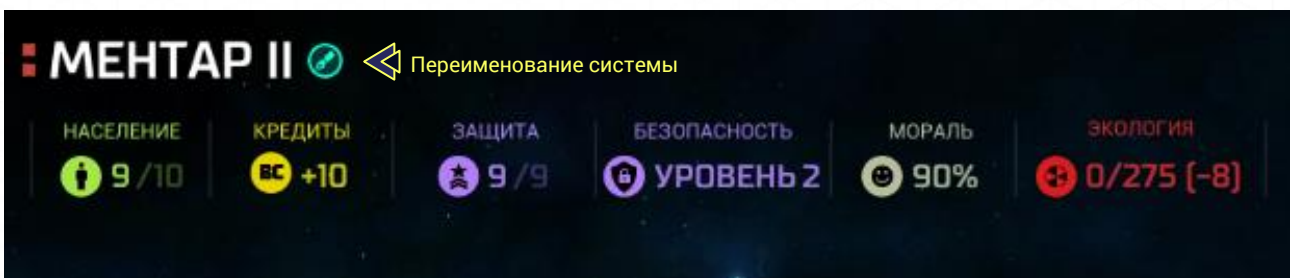 МЕНТАР II
Переименование системы
НАСЕЛЕНИЕ КРЕДИТЫ ЗАЩИТА БЕЗОПАСНОСТЬ МОРАЛЬ ЭКОЛОГИЯ
9/10 BC +10 9/9 УРОВЕНЬ 2 90% 0/275 (-8)